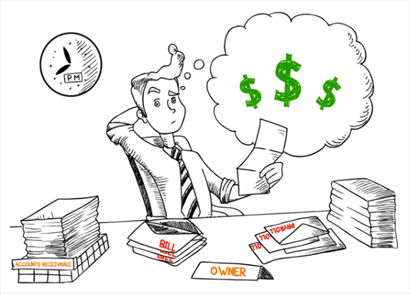 PM
$ $ $
ACCOUNTS RECEIVABLE
BILL
OWNER